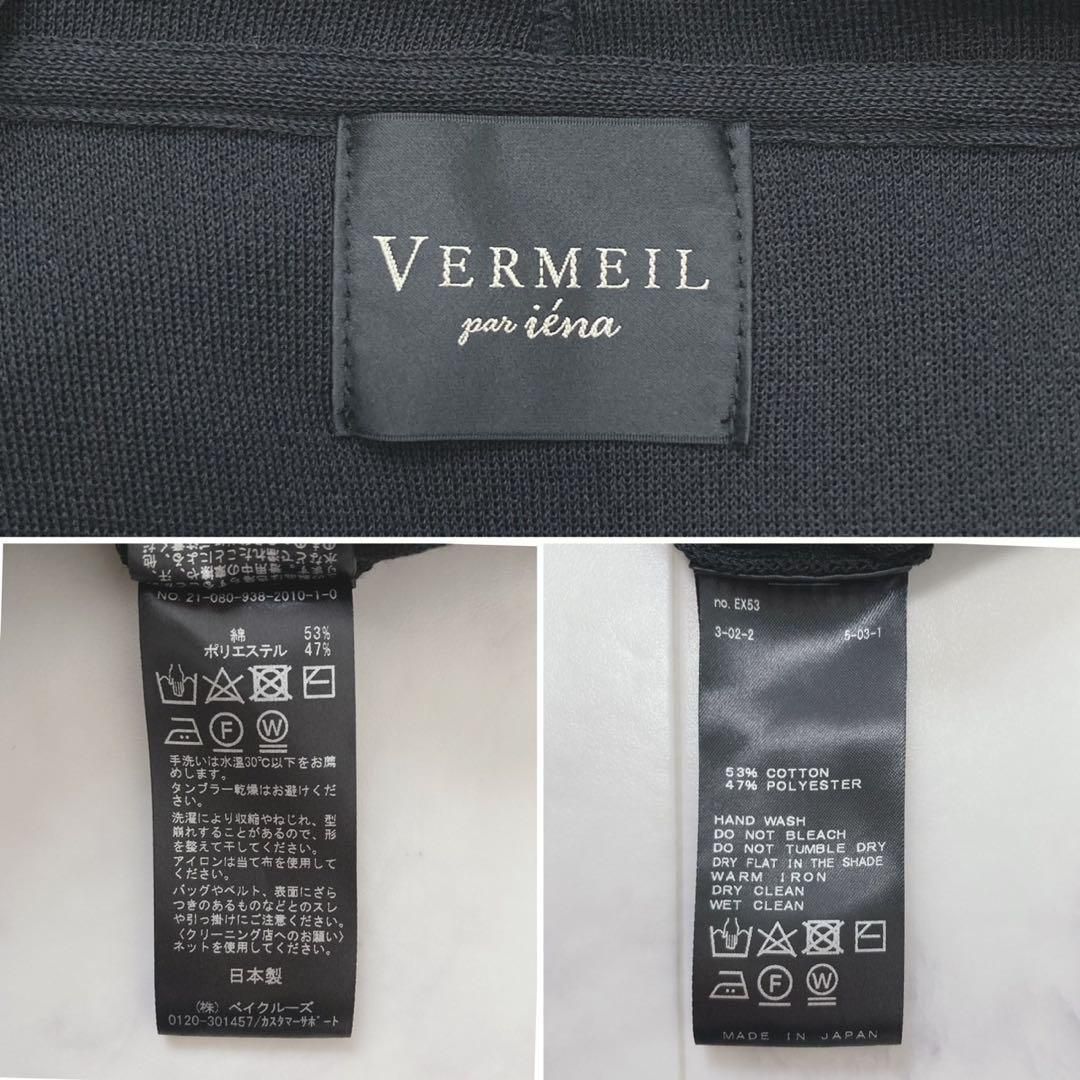 VERMEIL
par iéna
NO. 21-080-938-2010-1-0
綿 53%
ポリエステル 47%
F W
手洗いは水温30℃以下をお薦
めします。
タンブラー乾燥はお避けくだ
さい。
洗濯により収縮やねじれ、型
崩れすることがあるので、形
を整えて干してください。
アイロンは当て布を使用して
ください。
バッグやベルト、表面にざら
つきのあるものなどとのスレ
や引っ掛けにご注意ください。
〈クリーニング店へのお願い〉
ネットを使用してください。
日本製
(株) ベイクルーズ
0120-301457/カスタマーサポート
no. EX53
3-02-2 5-03-1
53% COTTON
47% POLYESTER
HAND WASH
DO NOT BLEACH
DO NOT TUMBLE DRY
DRY FLAT IN THE SHADE
WARM IRON
DRY CLEAN
WET CLEAN
F W
MADE IN JAPAN